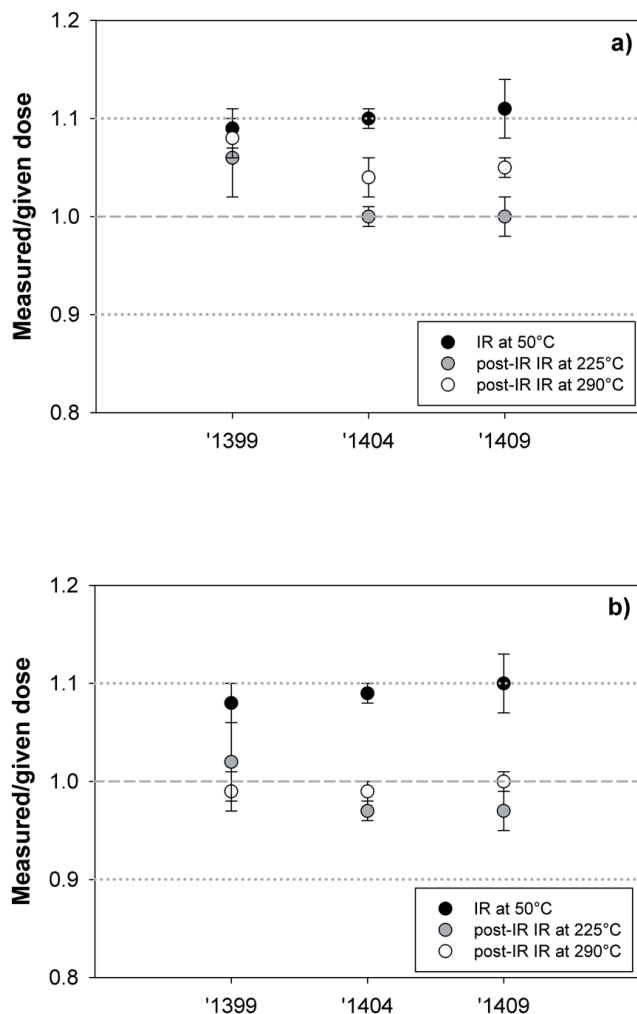 a)
Measured/given dose
1.2
1.1
1.0
0.9
0.8
IR at 50°C
post-IR IR at 225°C
post-IR IR at 290°C
'1399 '1404 '1409
b)
Measured/given dose
1.2
1.1
1.0
0.9
0.8
IR at 50°C
post-IR IR at 225°C
post-IR IR at 290°C
'1399 '1404 '1409